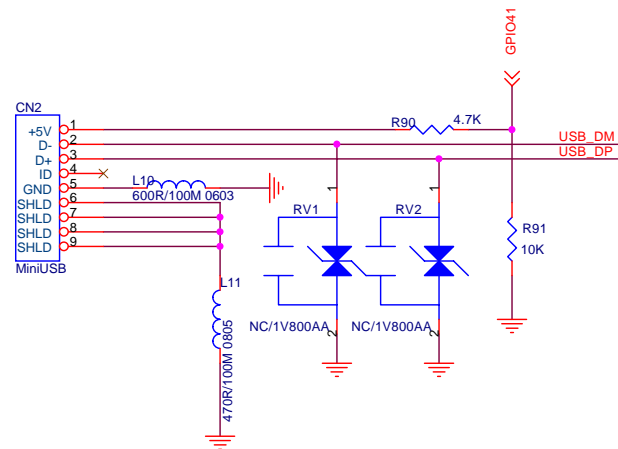 GPIO41
CN2
+5V 1
D- 2
D+ 3
ID 4
GND 5
SHLD 6
SHLD 7
SHLD 8
SHLD 9
MiniUSB
R90 4.7K
USB_DM
USB_DP
L10
600R/100M 0603
1
1
RV1
RV2
R91
10K
L11
470R/100M 0805
NC/1V800AA
NC/1V800AA
2
2